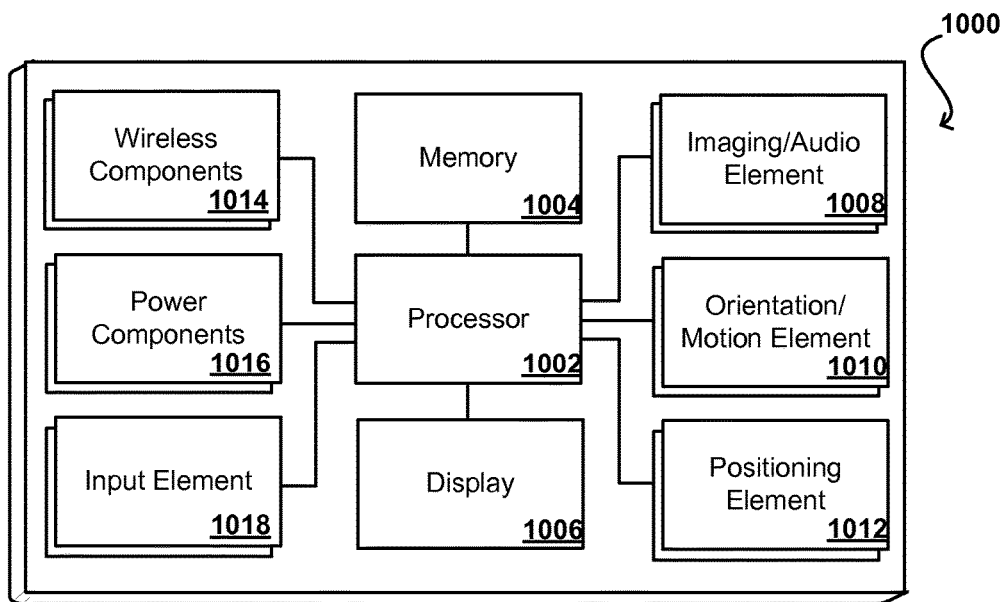 1000
Wireless
Components
1014
Memory
1004
Imaging/Audio
Element
1008
Power
Components
1016
Processor
1002
Orientation/
Motion Element
1010
Input Element
1018
Display
1006
Positioning
Element
1012